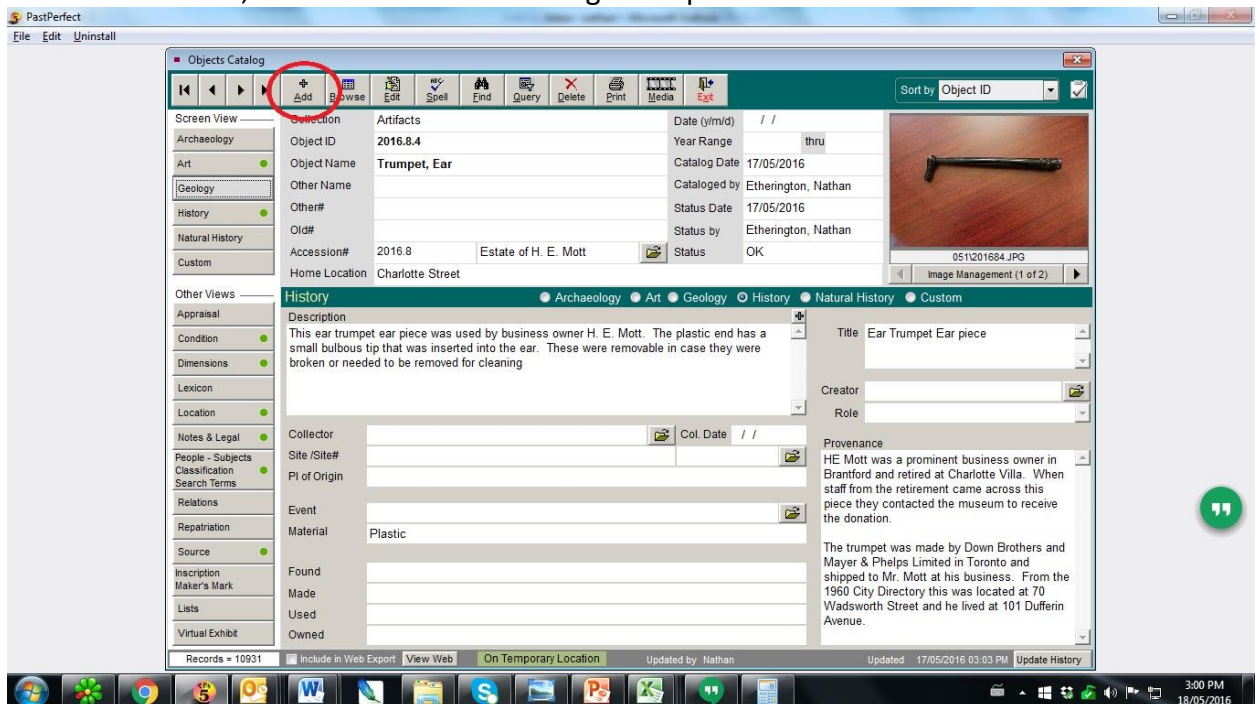 PastPerfect
File Edit Uninstall
Objects Catalog
Add Browse Edit Spell Find Query Delete Print Media Exit Sort by Object ID
Screen View
Archaeology
Art
Geology
History
Natural History
Custom
Other Views
Appraisal
Condition
Dimensions
Lexicon
Location
Notes & Legal
People - Subjects
Classification
Search Terms
Relations
Repatriation
Source
Inscription
Maker's Mark
Lists
Virtual Exhibit
Records = 10931
Collection Artifacts
Object ID 2016.8.4
Object Name Trumpet, Ear
Other Name
Other#
Old#
Accession# 2016.8 Estate of H. E. Mott
Home Location Charlotte Street
Date (y/m/d) / /
Year Range thru
Catalog Date 17/05/2016
Cataloged by Etherington, Nathan
Status Date 17/05/2016
Status by Etherington, Nathan
Status OK
051\201684.JPG
Image Management (1 of 2)
History Archaeology Art Geology History Natural History Custom
Description
This ear trumpet ear piece was used by business owner H. E. Mott. The plastic end has a
small bulbous tip that was inserted into the ear. These were removable in case they were
broken or needed to be removed for cleaning
Title Ear Trumpet Ear piece
Creator
Role
Collector Col. Date / /
Site /Site#
Pl of Origin
Event
Material Plastic
Found
Made
Used
Owned
Provenance
HE Mott was a prominent business owner in
Brantford and retired at Charlotte Villa. When
staff from the retirement came across this
piece they contacted the museum to receive
the donation.
The trumpet was made by Down Brothers and
Mayer & Phelps Limited in Toronto and
shipped to Mr. Mott at his business. From the
1960 City Directory this was located at 70
Wadsworth Street and he lived at 101 Dufferin
Avenue.
Include in Web Export View Web On Temporary Location Updated by Nathan Updated 17/05/2016 03:03 PM Update History
3:00 PM
18/05/2016